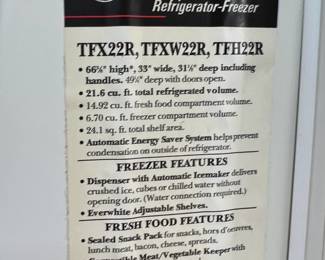 Refrigerator-Freezer
TFX22R, TFXW22R, TFH22R
• 66⅛" high*, 33" wide, 31⅛" deep including
handles. 49¼" deep with doors open.
• 21.6 cu. ft. total refrigerated volume.
• 14.92 cu. ft. fresh food compartment volume.
• 6.70 cu. ft. freezer compartment volume.
• 24.1 sq. ft. total shelf area.
• Automatic Energy Saver System helps prevent
condensation on outside of refrigerator.
FREEZER FEATURES
• Dispenser with Automatic Icemaker delivers
crushed ice, cubes or chilled water without
opening door. (Water connection required.)
• Everwhite Adjustable Shelves.
FRESH FOOD FEATURES
• Sealed Snack Pack for snacks, hors d'oeuvres,
lunch meat, bacon, cheese, spreads.
Meat/Vegetable Keeper with